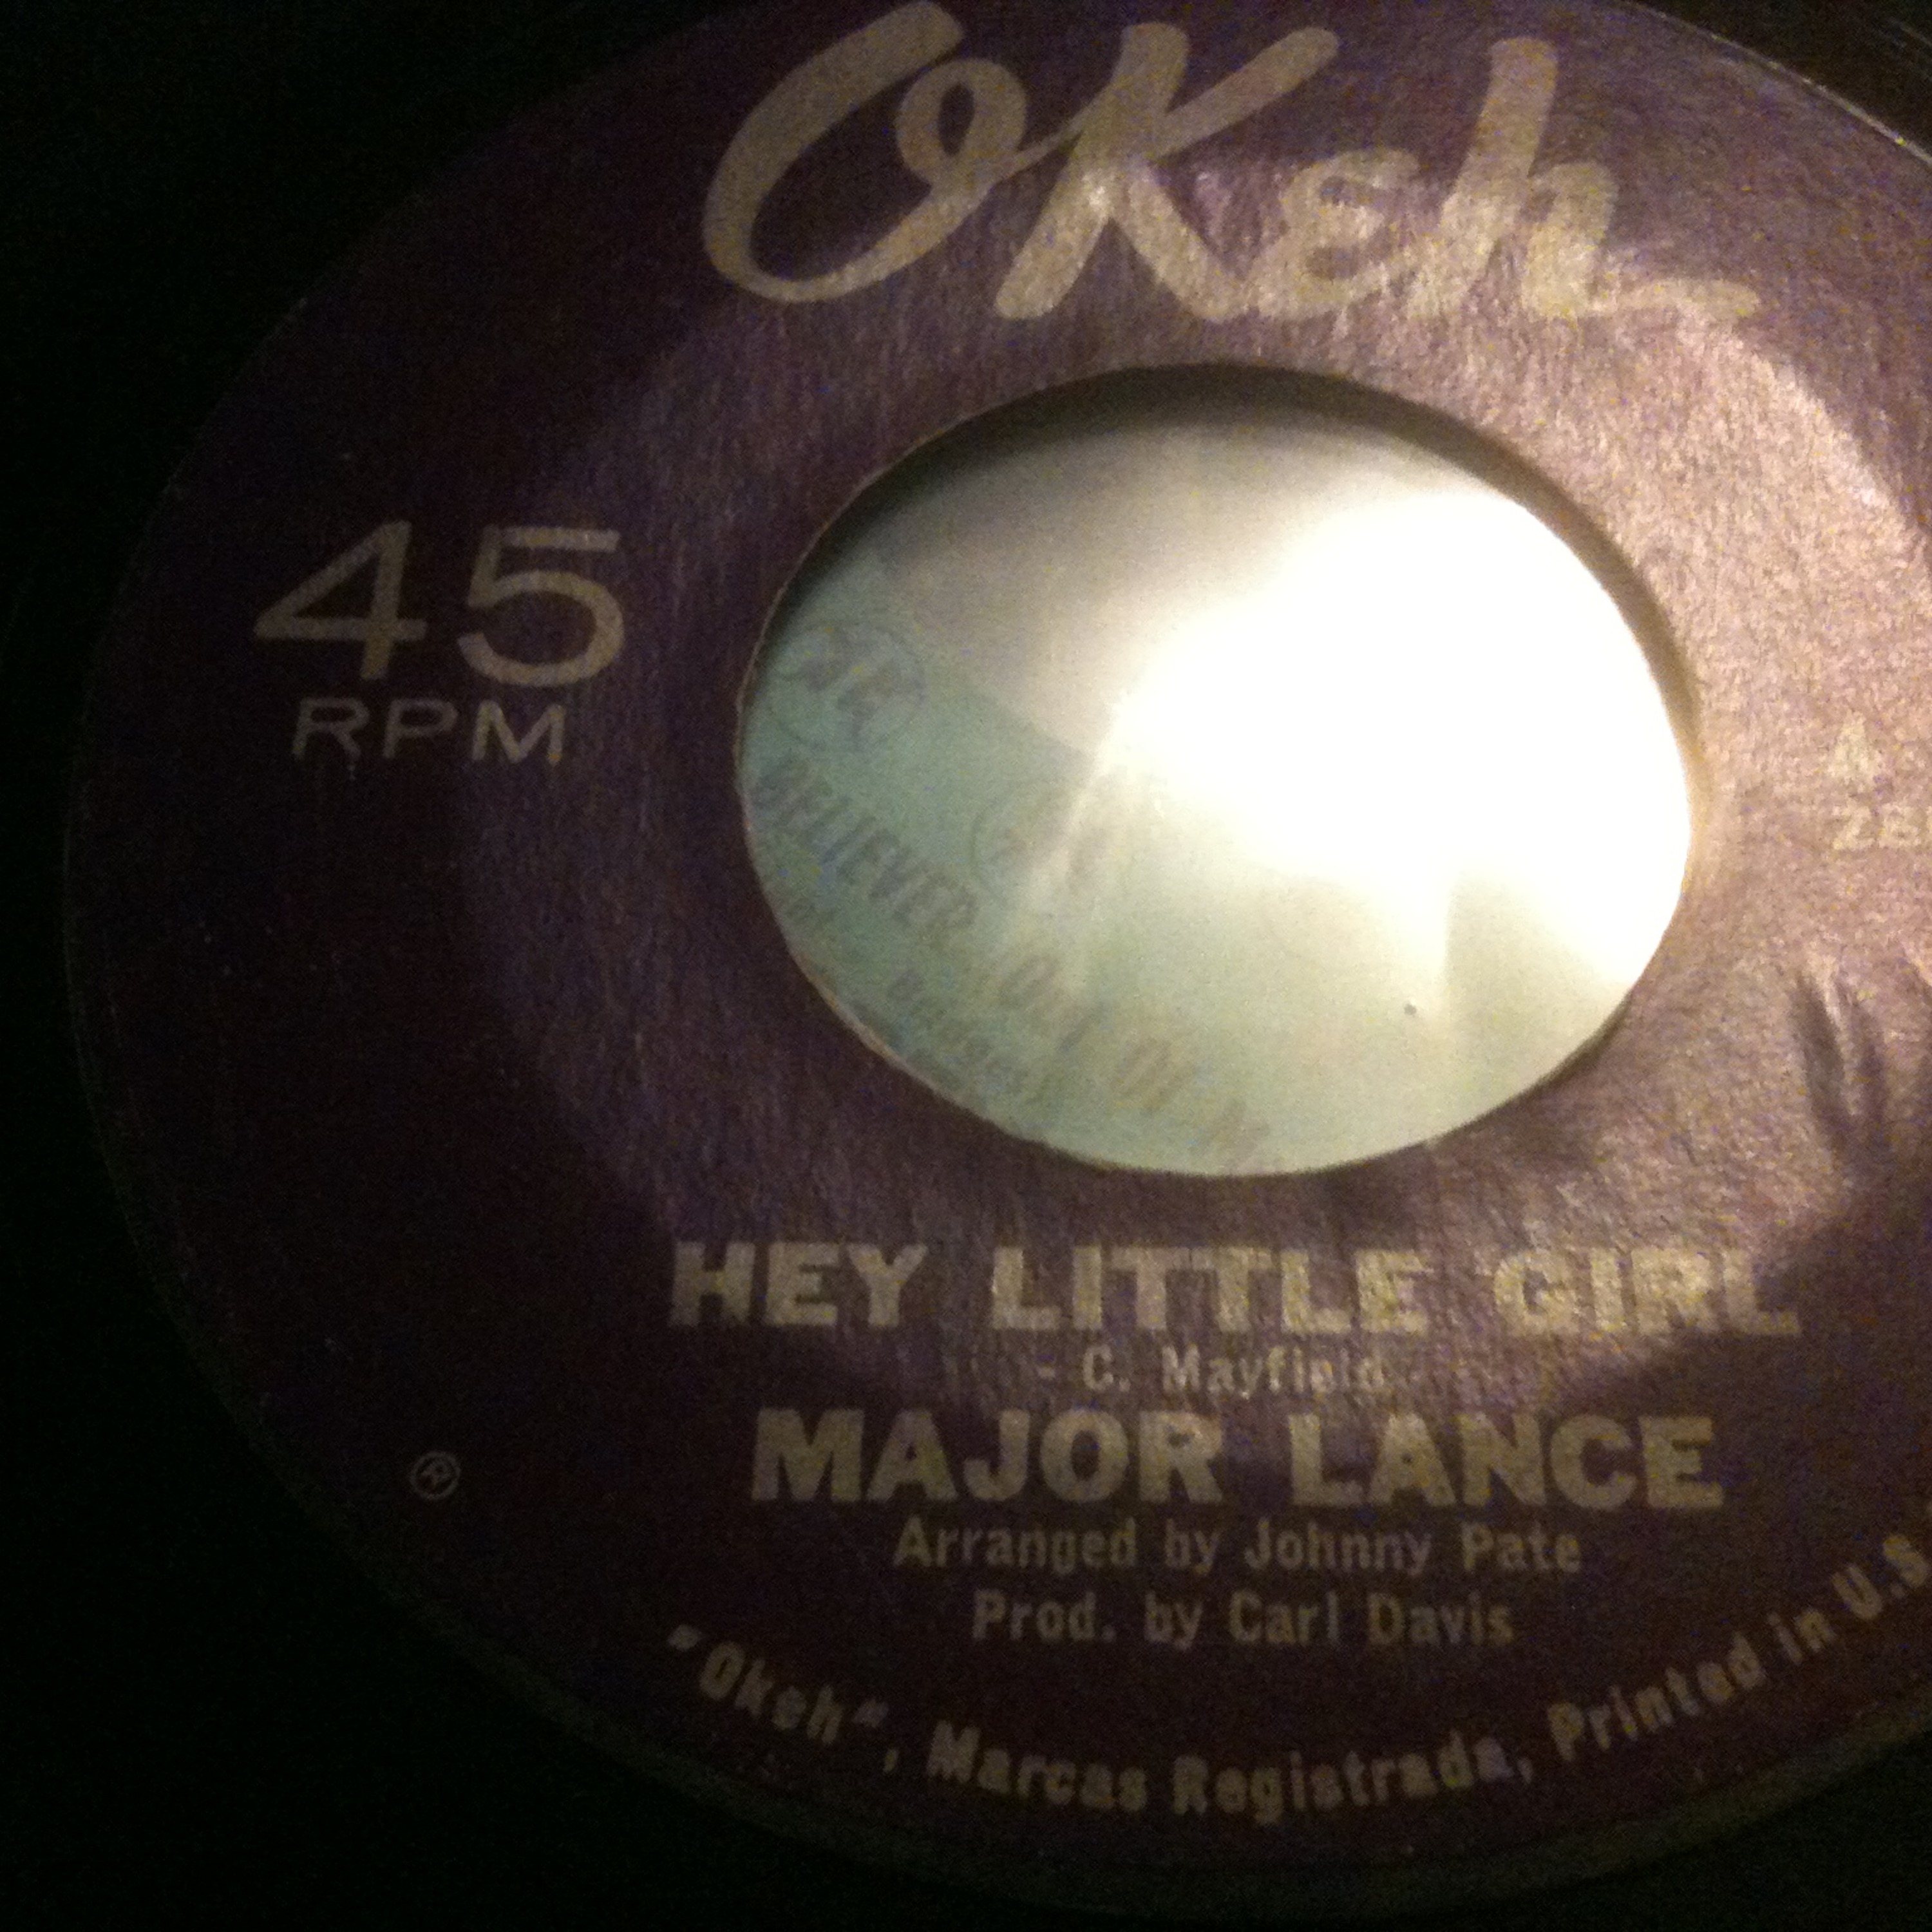 OKeh
45
RPM
BELIEVER
HEY LITTLE GIRL
- C. Mayfield -
MAJOR LANCE
Arranged by Johnny Pate
Prod. by Carl Davis
®
"Okeh", Marcas Registrada, Printed in U.S